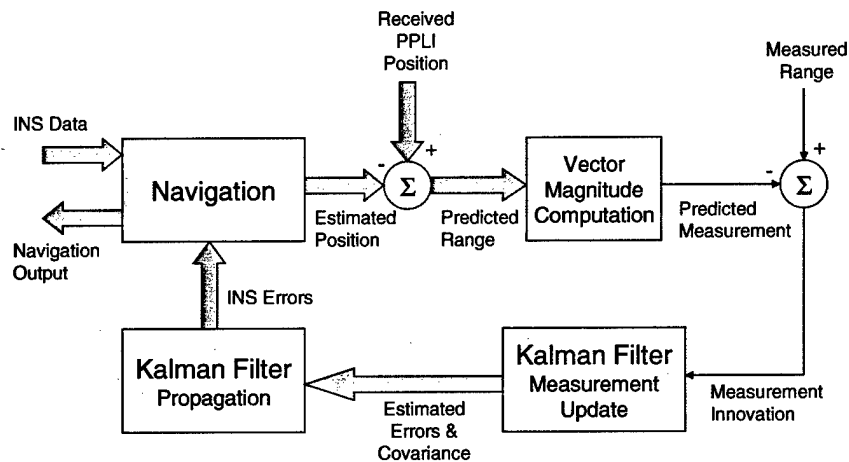 Received
PPLI
Position
Measured
Range
INS Data
Navigation
-
+
Σ
Vector
Magnitude
Computation
-
+
Σ
Estimated
Position
Predicted
Range
Predicted
Measurement
Navigation
Output
INS Errors
Kalman Filter
Propagation
Kalman Filter
Measurement
Update
Measurement
Innovation
Estimated
Errors &
Covariance